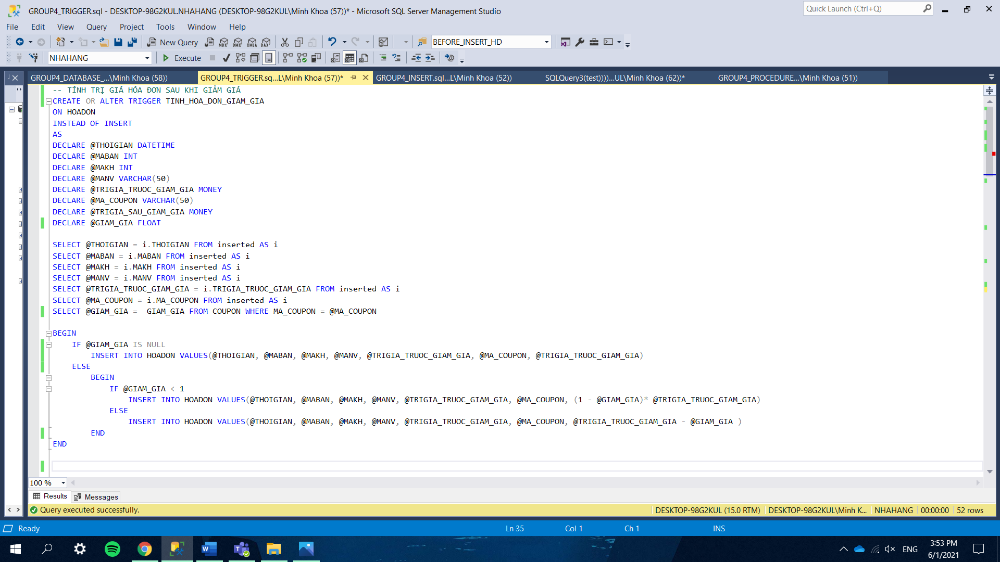 GROUP4_TRIGGER.sql - DESKTOP-98G2KUL.NHAHANG (DESKTOP-98G2KUL\Minh Khoa (57))* - Microsoft SQL Server Management Studio
Quick Launch (Ctrl+Q)
File Edit View Query Project Tools Window Help
New Query MDX DMX XMLA DAX BEFORE_INSERT_HD
NHAHANG Execute
GROUP4_DATABASE_...\Minh Khoa (58)) GROUP4_TRIGGER.sq...L\Minh Khoa (57))* GROUP4_INSERT.sql...L\Minh Khoa (52)) SQLQuery3(test))))...UL\Minh Khoa (62))* GROUP4_PROCEDURE...\Minh Khoa (51))
-- TÍNH TRỊ GIÁ HÓA ĐƠN SAU KHI GIẢM GIÁ
CREATE OR ALTER TRIGGER TINH_HOA_DON_GIAM_GIA
ON HOADON
INSTEAD OF INSERT
AS
DECLARE @THOIGIAN DATETIME
DECLARE @MABAN INT
DECLARE @MAKH INT
DECLARE @MANV VARCHAR(50)
DECLARE @TRIGIA_TRUOC_GIAM_GIA MONEY
DECLARE @MA_COUPON VARCHAR(50)
DECLARE @TRIGIA_SAU_GIAM_GIA MONEY
DECLARE @GIAM_GIA FLOAT
SELECT @THOIGIAN = i.THOIGIAN FROM inserted AS i
SELECT @MABAN = i.MABAN FROM inserted AS i
SELECT @MAKH = i.MAKH FROM inserted AS i
SELECT @MANV = i.MANV FROM inserted AS i
SELECT @TRIGIA_TRUOC_GIAM_GIA = i.TRIGIA_TRUOC_GIAM_GIA FROM inserted AS i
SELECT @MA_COUPON = i.MA_COUPON FROM inserted AS i
SELECT @GIAM_GIA =  GIAM_GIA FROM COUPON WHERE MA_COUPON = @MA_COUPON
BEGIN
IF @GIAM_GIA IS NULL
INSERT INTO HOADON VALUES(@THOIGIAN, @MABAN, @MAKH, @MANV, @TRIGIA_TRUOC_GIAM_GIA, @MA_COUPON, @TRIGIA_TRUOC_GIAM_GIA)
ELSE
BEGIN
IF @GIAM_GIA < 1
INSERT INTO HOADON VALUES(@THOIGIAN, @MABAN, @MAKH, @MANV, @TRIGIA_TRUOC_GIAM_GIA, @MA_COUPON, (1 - @GIAM_GIA)* @TRIGIA_TRUOC_GIAM_GIA)
ELSE
INSERT INTO HOADON VALUES(@THOIGIAN, @MABAN, @MAKH, @MANV, @TRIGIA_TRUOC_GIAM_GIA, @MA_COUPON, @TRIGIA_TRUOC_GIAM_GIA - @GIAM_GIA )
END
END
100 %
Results Messages
Query executed successfully. DESKTOP-98G2KUL (15.0 RTM) DESKTOP-98G2KUL\Minh K... NHAHANG 00:00:00 52 rows
Ready Ln 35 Col 1 Ch 1 INS
ENG 3:53 PM
6/1/2021